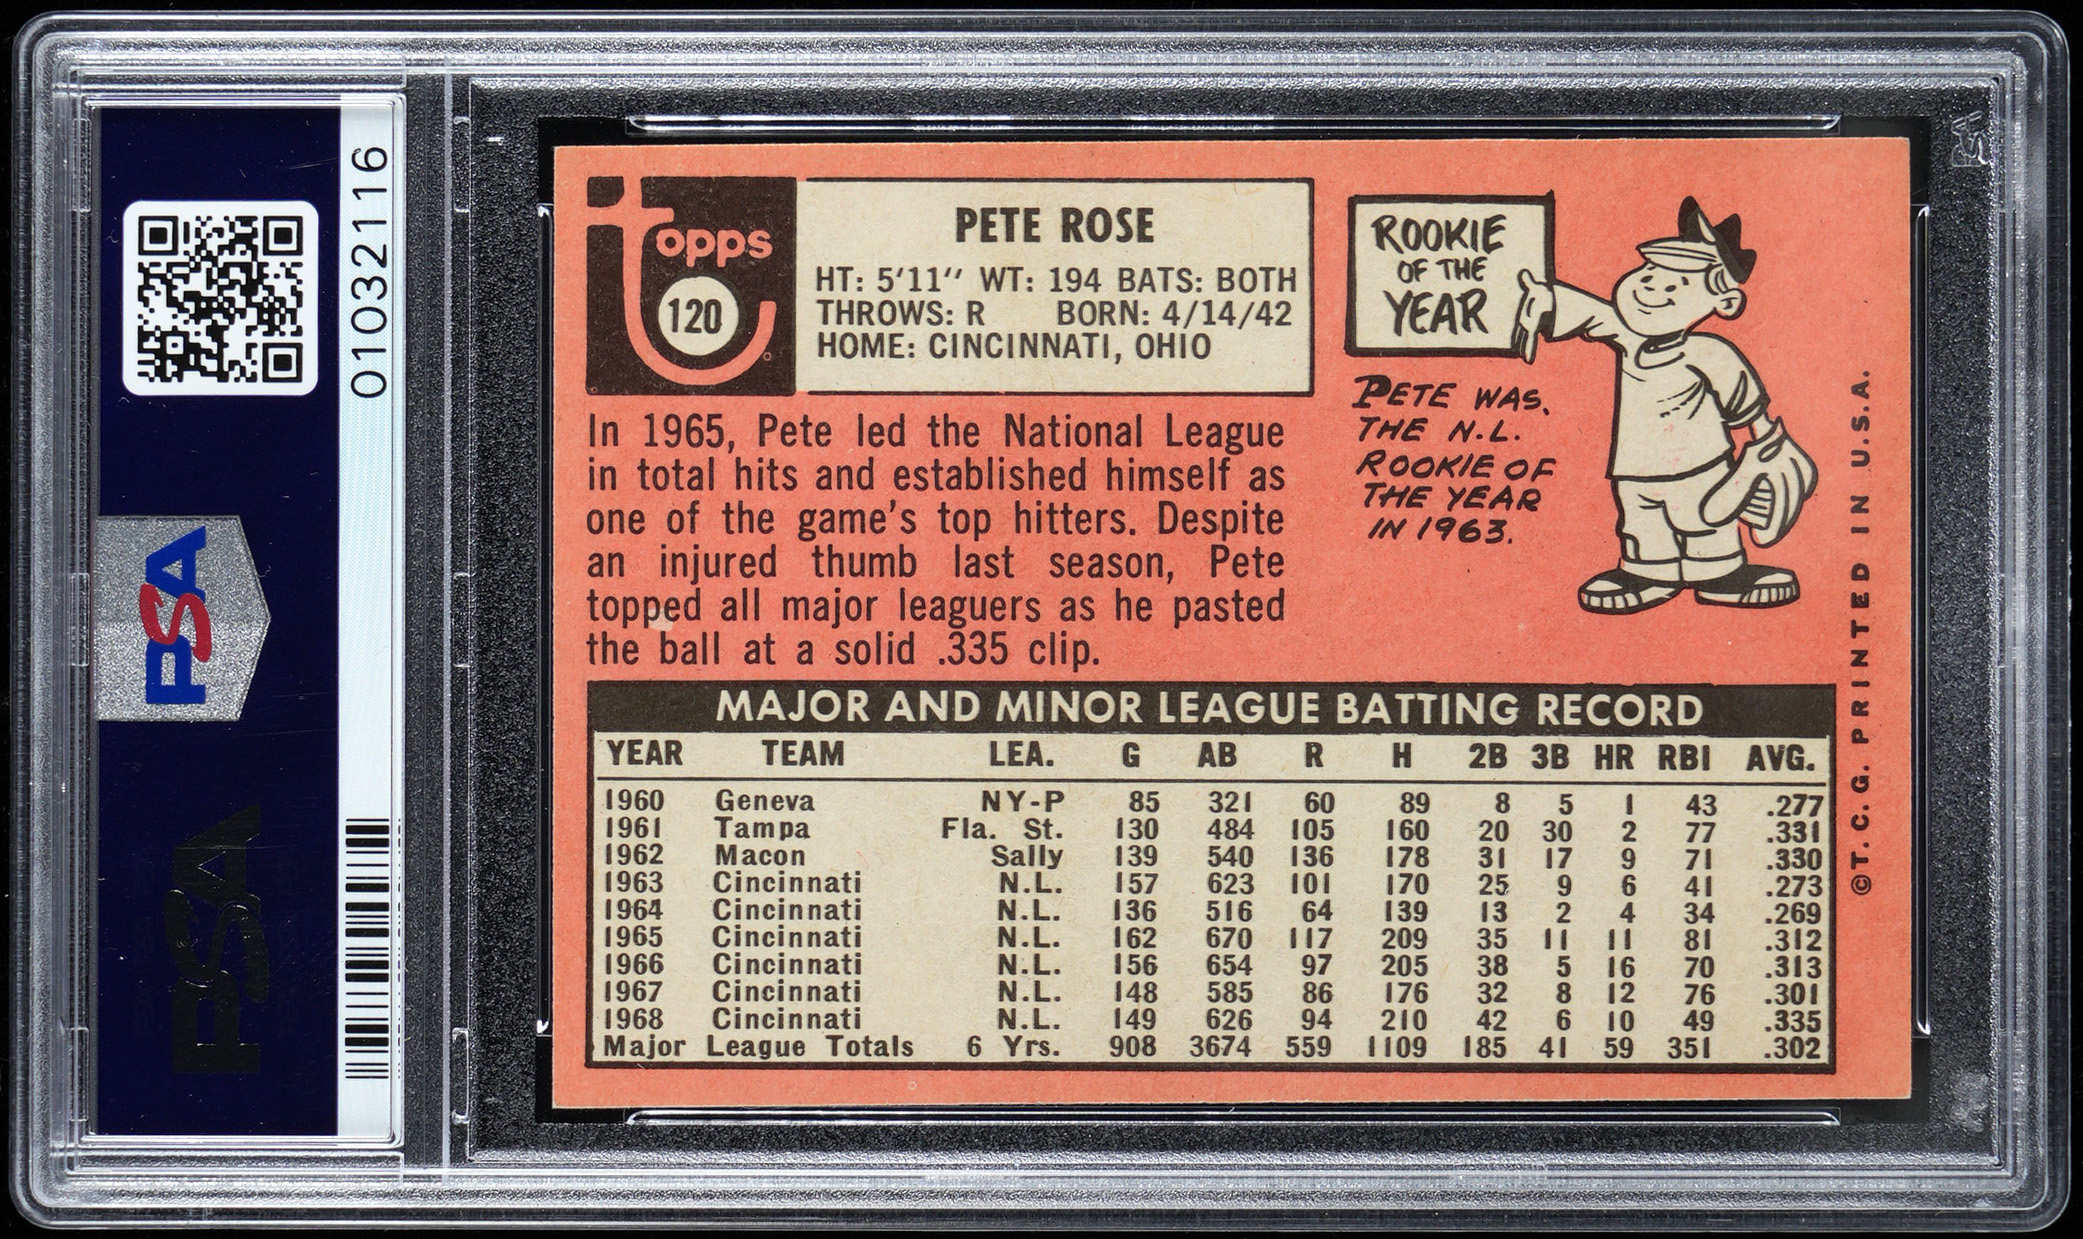 01032116
PSA
PSA
PSA
topps
120
PETE ROSE
HT: 5'11" WT: 194 BATS: BOTH
THROWS: R BORN: 4/14/42
HOME: CINCINNATI, OHIO
ROOKIE
OF THE
YEAR
PETE WAS.
THE N.L.
ROOKIE OF
THE YEAR
IN 1963.
In 1965, Pete led the National League
in total hits and established himself as
one of the game's top hitters. Despite
an injured thumb last season, Pete
topped all major leaguers as he pasted
the ball at a solid .335 clip.
MAJOR AND MINOR LEAGUE BATTING RECORD
YEAR TEAM LEA. G AB R H 2B 3B HR RBI AVG.
1960 Geneva NY-P 85 321 60 89 8 5 1 43 .277
1961 Tampa Fla. St. 130 484 105 160 20 30 2 77 .331
1962 Macon Sally 139 540 136 178 31 17 9 71 .330
1963 Cincinnati N.L. 157 623 101 170 25 9 6 41 .273
1964 Cincinnati N.L. 136 516 64 139 13 2 4 34 .269
1965 Cincinnati N.L. 162 670 117 209 35 11 11 81 .312
1966 Cincinnati N.L. 156 654 97 205 38 5 16 70 .313
1967 Cincinnati N.L. 148 585 86 176 32 8 12 76 .301
1968 Cincinnati N.L. 149 626 94 210 42 6 10 49 .335
Major League Totals 6 Yrs. 908 3674 559 1109 185 41 59 351 .302
©T.C.G. PRINTED IN U.S.A.